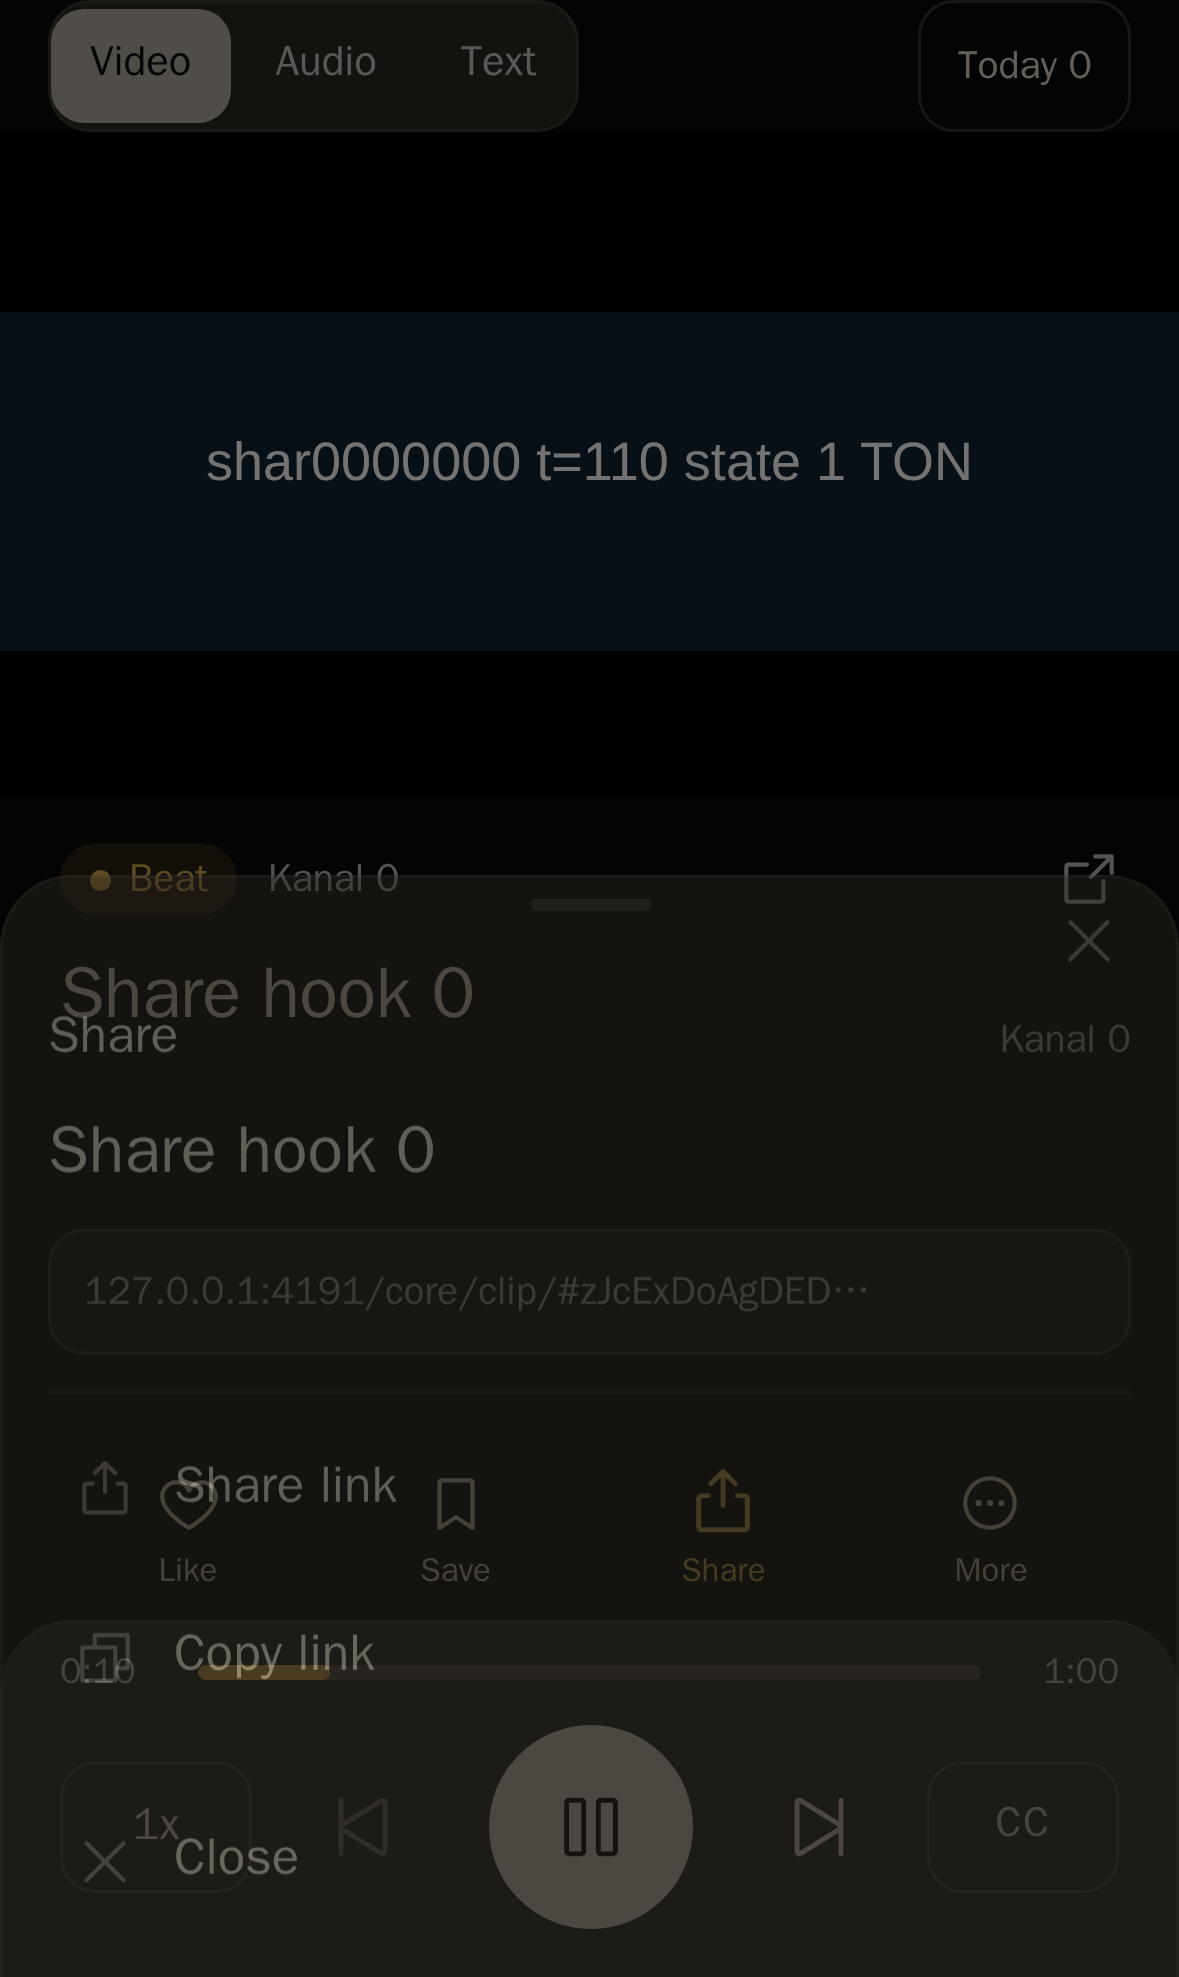 Video Audio Text Today 0
shar0000000 t=110 state 1 TON
Beat Kanal 0
Share hook 0
Share Kanal 0
Share hook 0
127.0.0.1:4191/core/clip/#zJcExDoAgDED…
Share link
Like Save Share More
Copy link
0:10 1:00
1x CC
Close